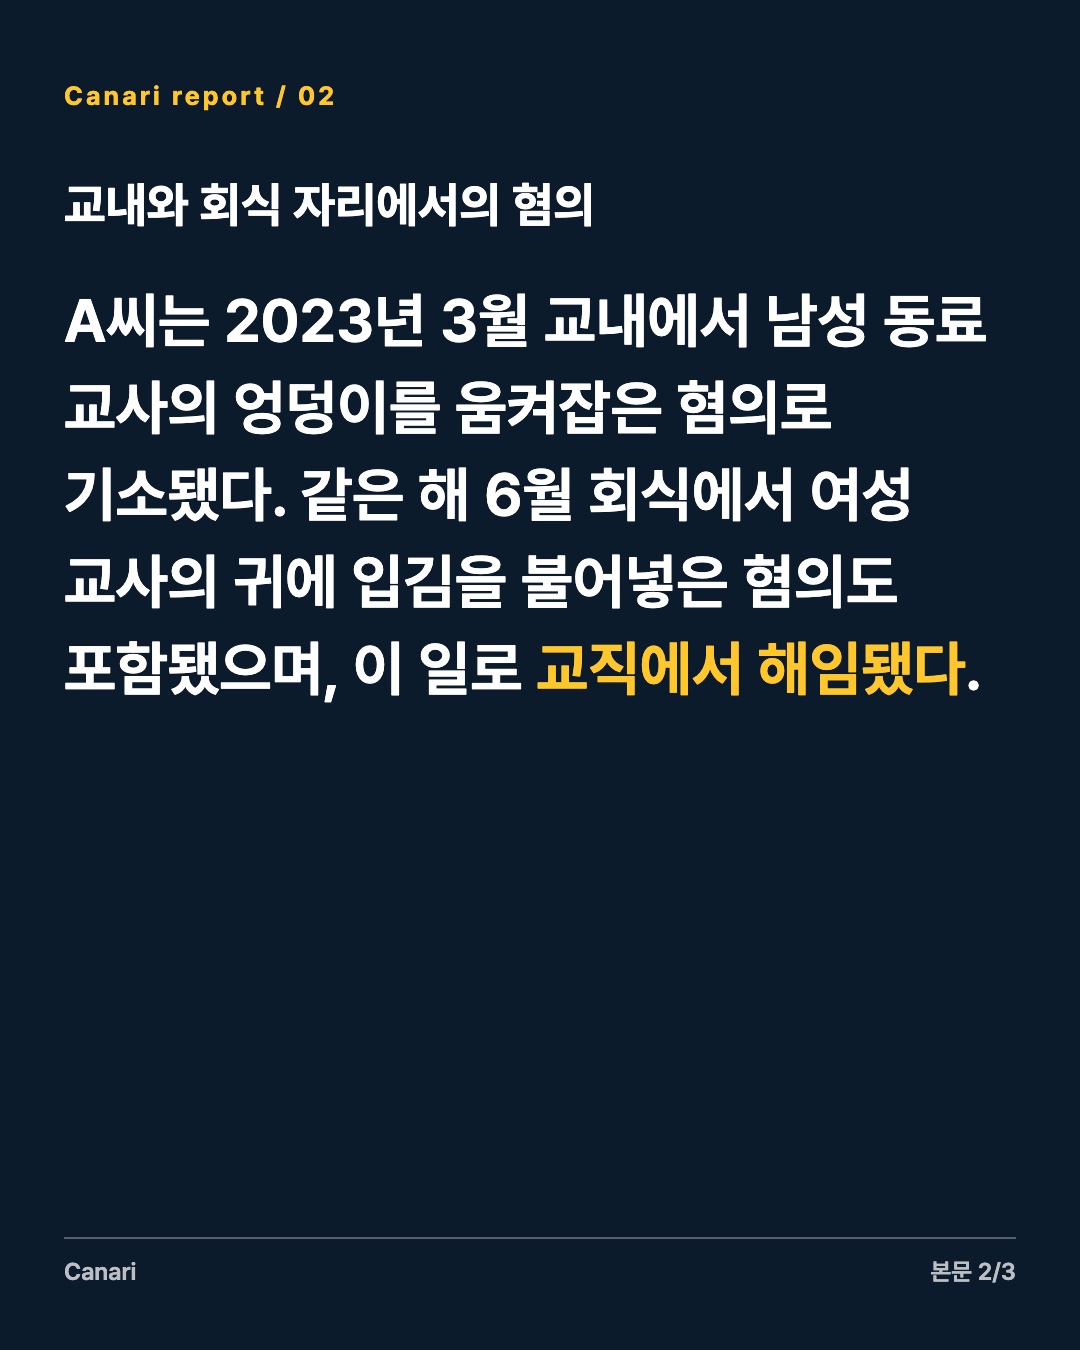 Canari report / 02
교내와 회식 자리에서의 혐의
A씨는 2023년 3월 교내에서 남성 동료
교사의 엉덩이를 움켜잡은 혐의로
기소됐다. 같은 해 6월 회식에서 여성
교사의 귀에 입김을 불어넣은 혐의도
포함됐으며, 이 일로 교직에서 해임됐다.
Canari
본문 2/3